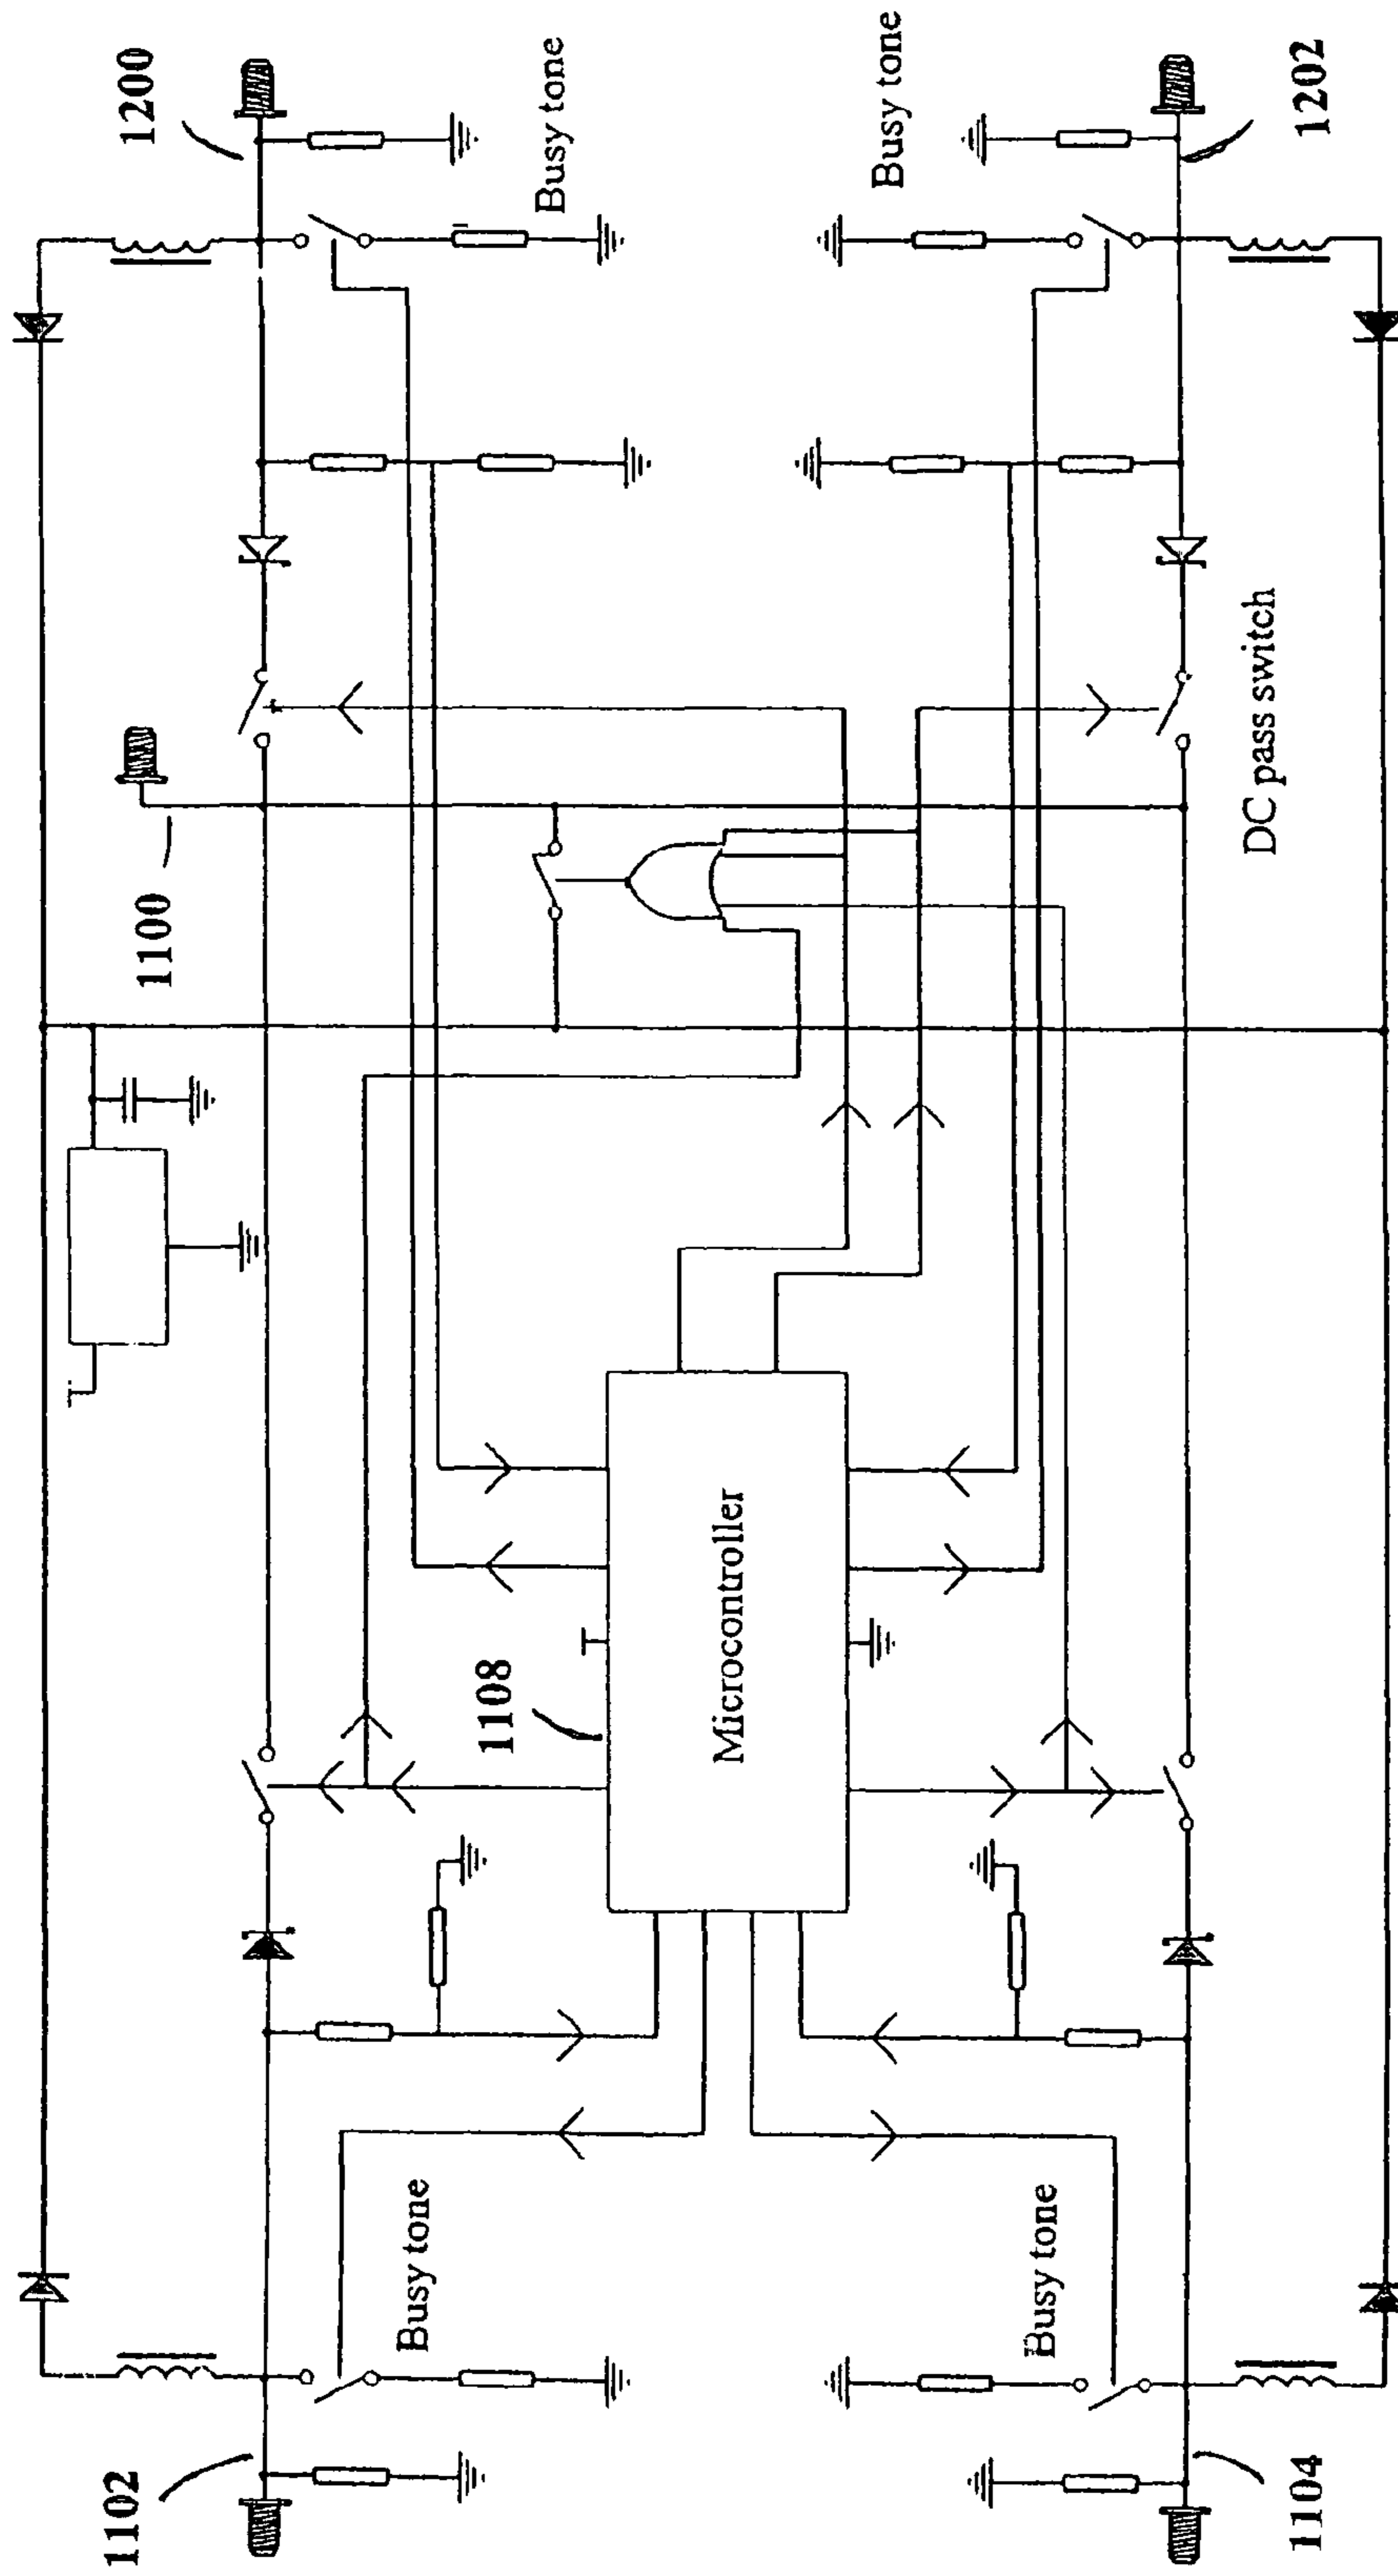 1200
Busy tone
Busy tone
1202
1100
DC pass switch
1108
Microcontroller
1102
Busy tone
Busy tone
1104